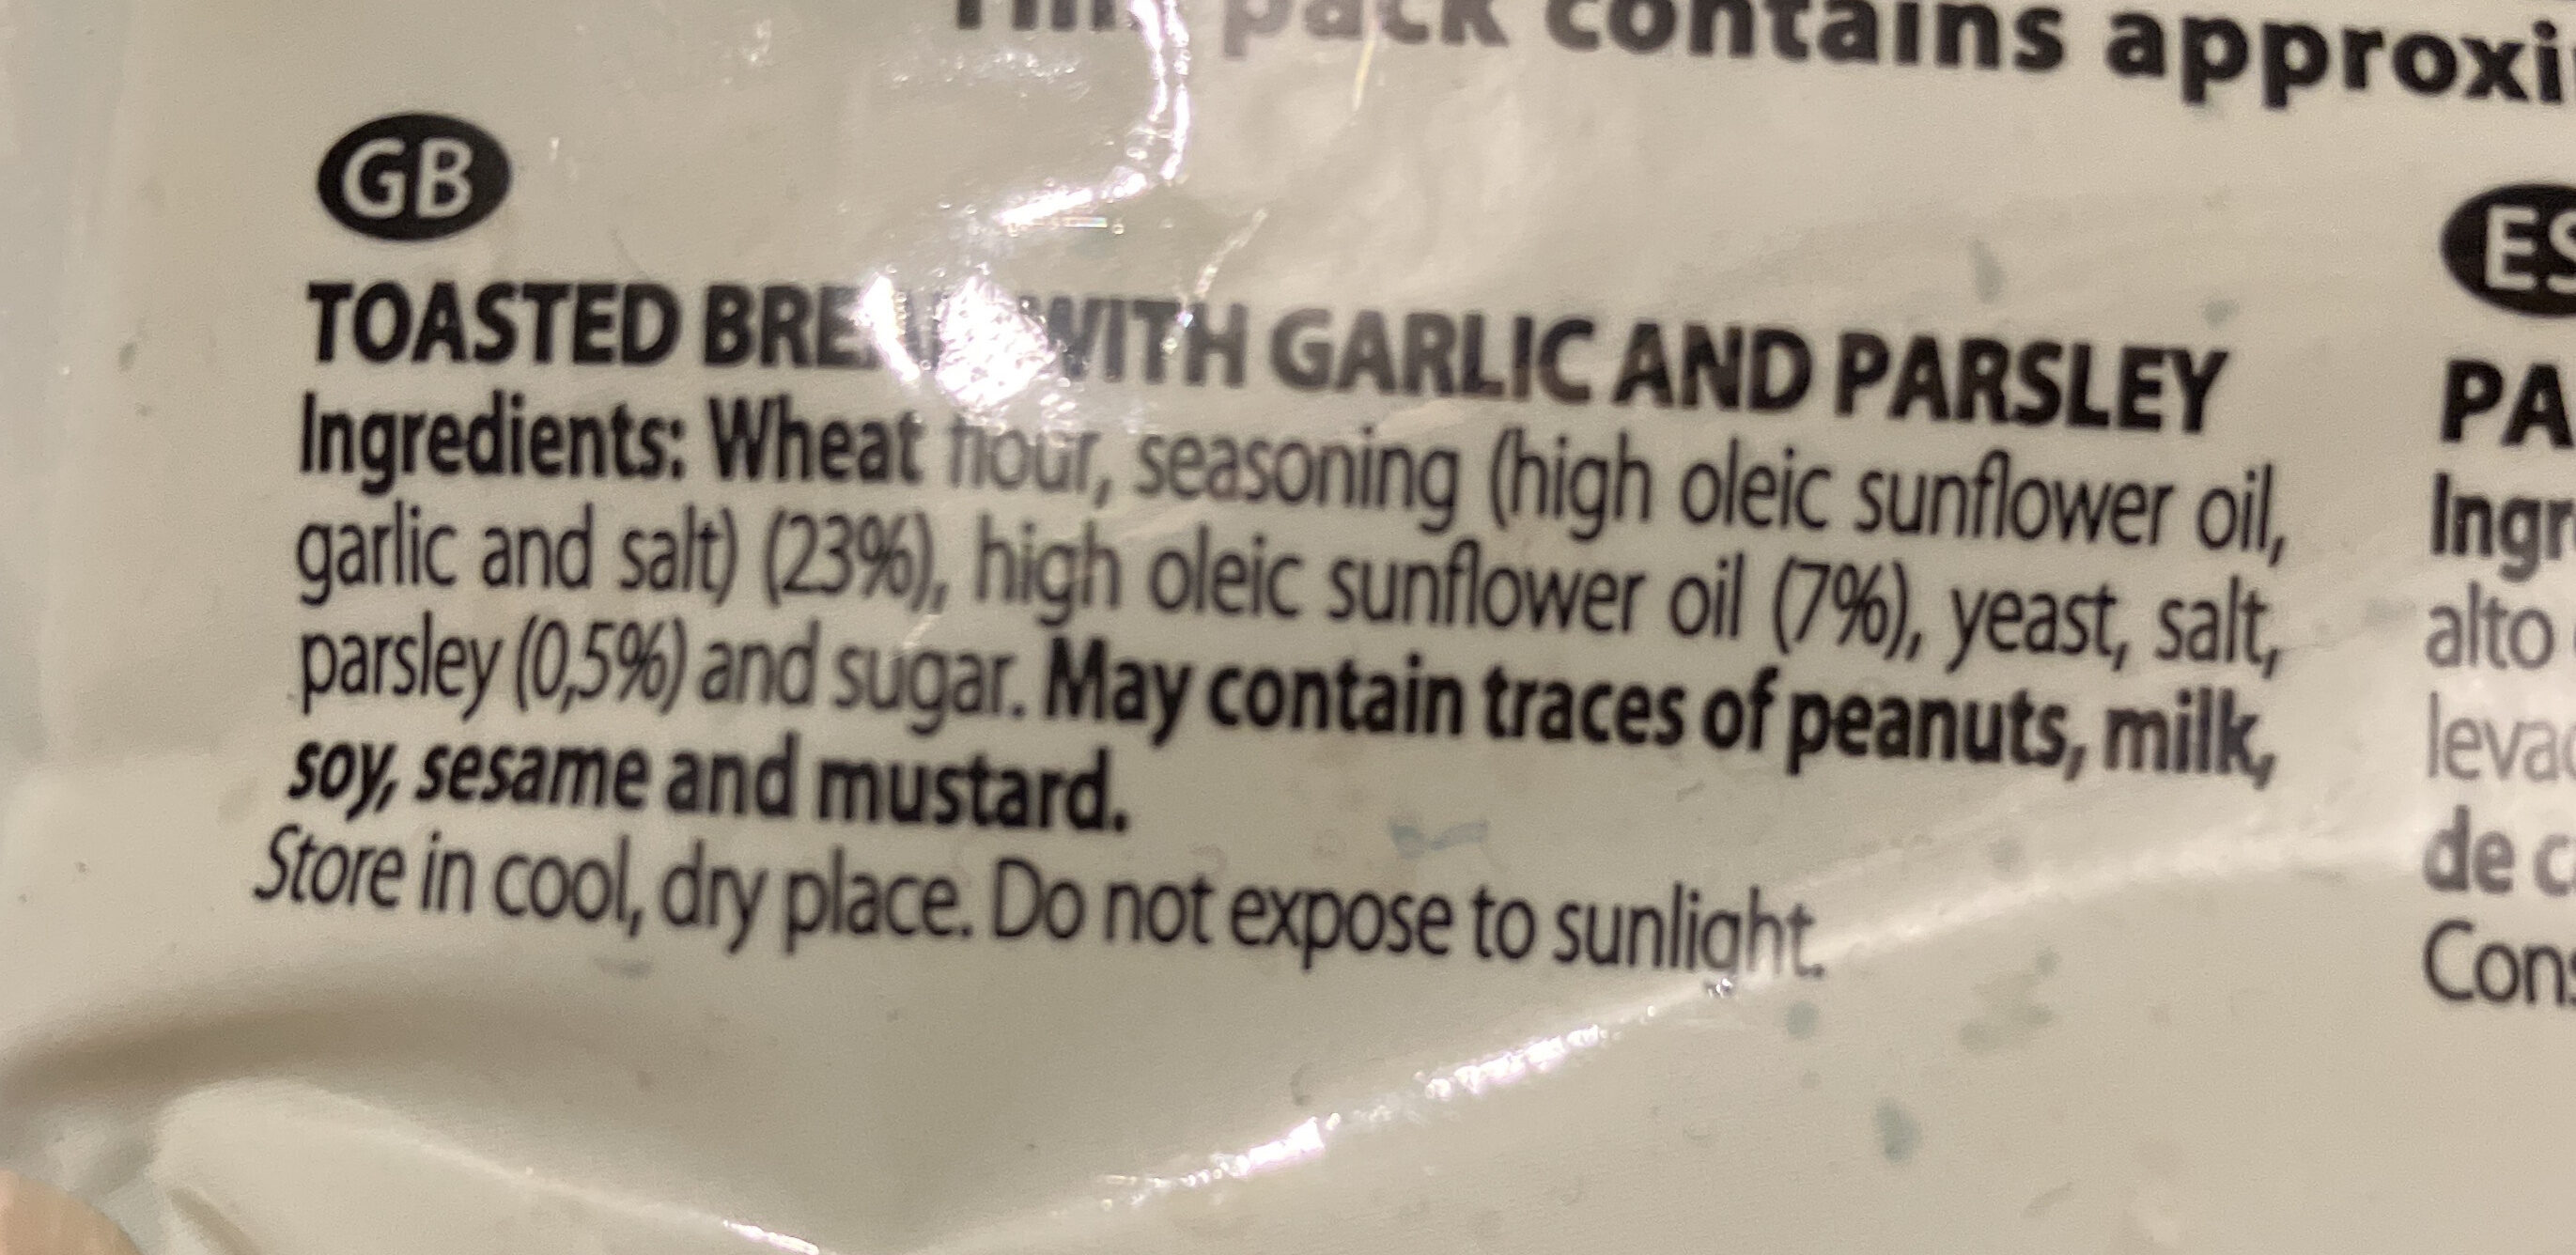 pack contains approxi
GB
TOASTED BREAD WITH GARLIC AND PARSLEY
Ingredients: Wheat flour, seasoning (high oleic sunflower oil,
garlic and salt) (23%), high oleic sunflower oil (7%), yeast, salt,
parsley (0,5%) and sugar. May contain traces of peanuts, milk,
soy, sesame and mustard.
Store in cool, dry place. Do not expose to sunlight.
ES
PA
Ingr
alto
leva
de c
Cons